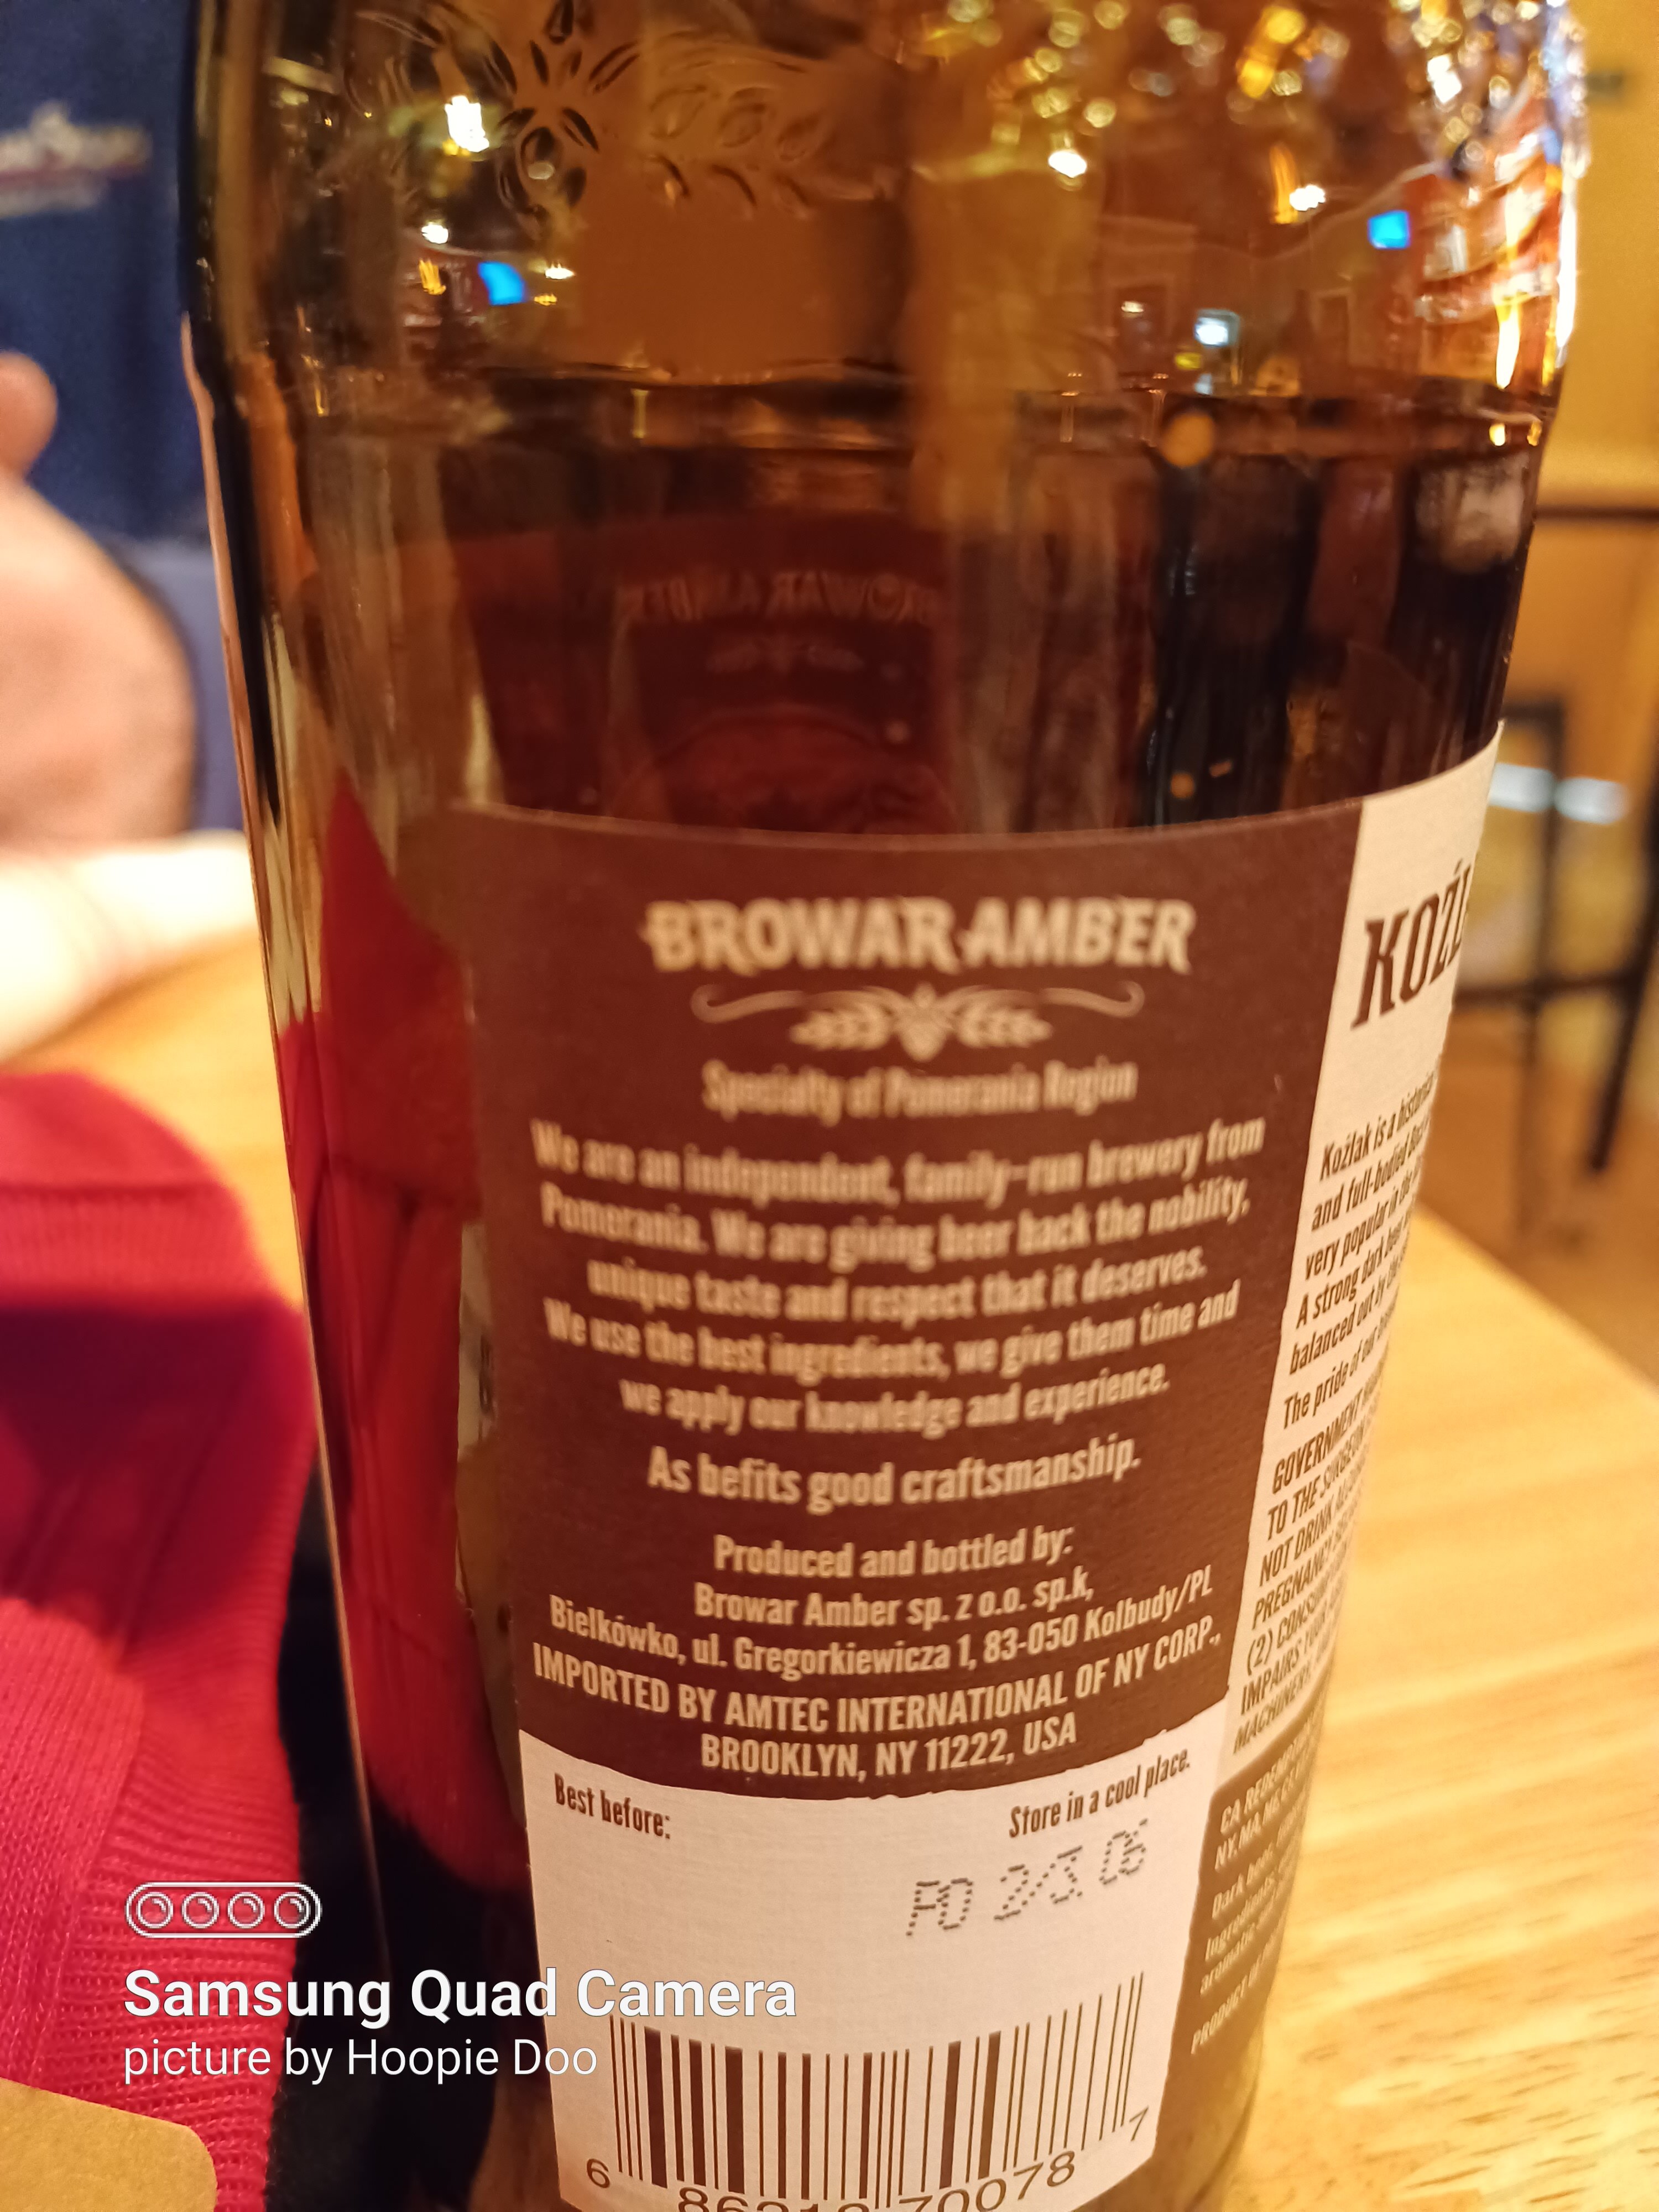 BROWAR AMBER
Specialty of Pomerania Region
We are an independent, family-run brewery from
Pomerania. We are giving beer back the nobility,
unique taste and respect that it deserves.
We use the best ingredients, we give them time and
we apply our knowledge and experience.
As befits good craftsmanship.
Produced and bottled by:
Browar Amber sp. z o.o. sp.k,
Bielkówko, ul. Gregorkiewicza 1, 83-050 Kolbudy/PL
IMPORTED BY AMTEC INTERNATIONAL OF NY CORP.,
BROOKLYN, NY 11222, USA
Best before:
Store in a cool place.
6
70078
7
KOŹL
Koźlak is a
and full-bodied
very popular in
A strong dark beer
balanced out by
The pride of our
GOVERNMENT
TO THE SURGEON
NOT DRINK
PREGNANCY
(2)
IMPAIRS
MACHINERY
Samsung Quad Camera
picture by Hoopie Doo